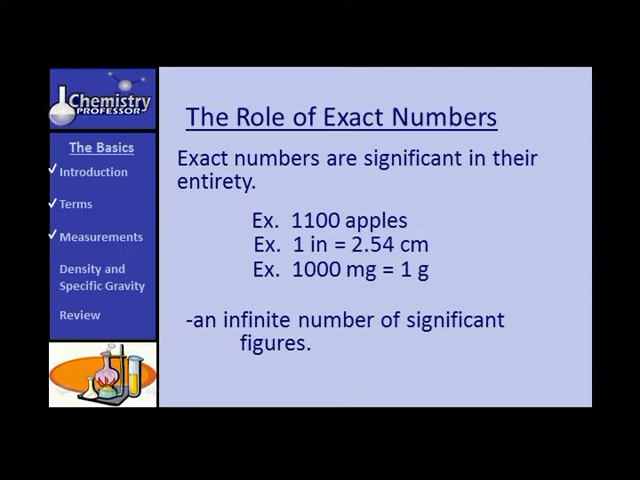 Chemistry
PROFESSOR
The Basics
Introduction
Terms
Measurements
Density and
Specific Gravity
Review
The Role of Exact Numbers
Exact numbers are significant in their
entirety.
Ex. 1100 apples
Ex. 1 in = 2.54 cm
Ex. 1000 mg = 1 g
-an infinite number of significant
figures.